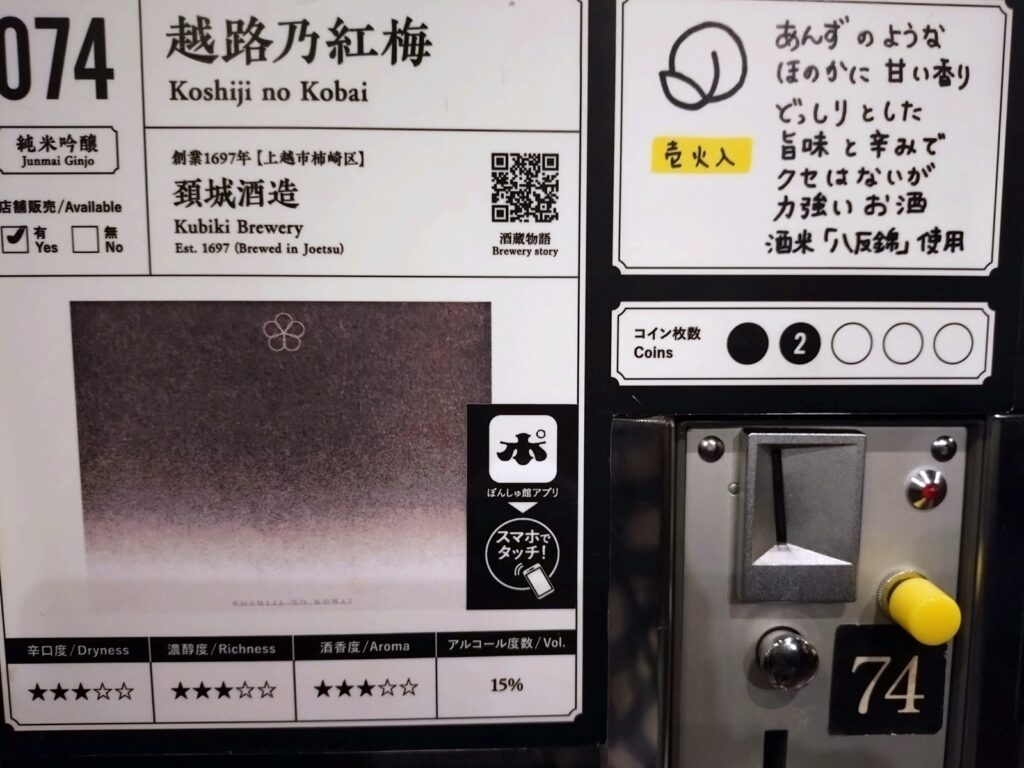 074
純米吟醸
Junmai Ginjo
店舗販売/Available
有
Yes
無
No
越路乃紅梅
Koshiji no Kobai
創業1697年【上越市柿崎区】
頚城酒造
Kubiki Brewery
Est. 1697 (Brewed in Joetsu)
酒蔵物語
Brewery story
KOSHIJI NO KOBAI
ポ
ぽんしゅ館アプリ
スマホで
タッチ!
辛口度/Dryness
★★★☆☆
濃醇度/Richness
★★★☆☆
酒香度/Aroma
★★★☆☆
アルコール度数/Vol.
15%
壱火入
あんずのような
ほのかに甘い香り
どっしりとした
旨味と辛みで
クセはないが
力強いお酒
酒米「八反錦」使用
コイン枚数
Coins
2
74